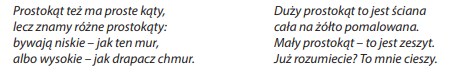 Prostokąt też ma proste kąty,
lecz znamy różne prostokąty:
bywają niskie – jak ten mur,
albo wysokie – jak drapacz chmur.
Duży prostokąt to jest ściana
cała na żółto pomalowana.
Mały prostokąt – to jest zeszyt.
Już rozumiecie? To mnie cieszy.